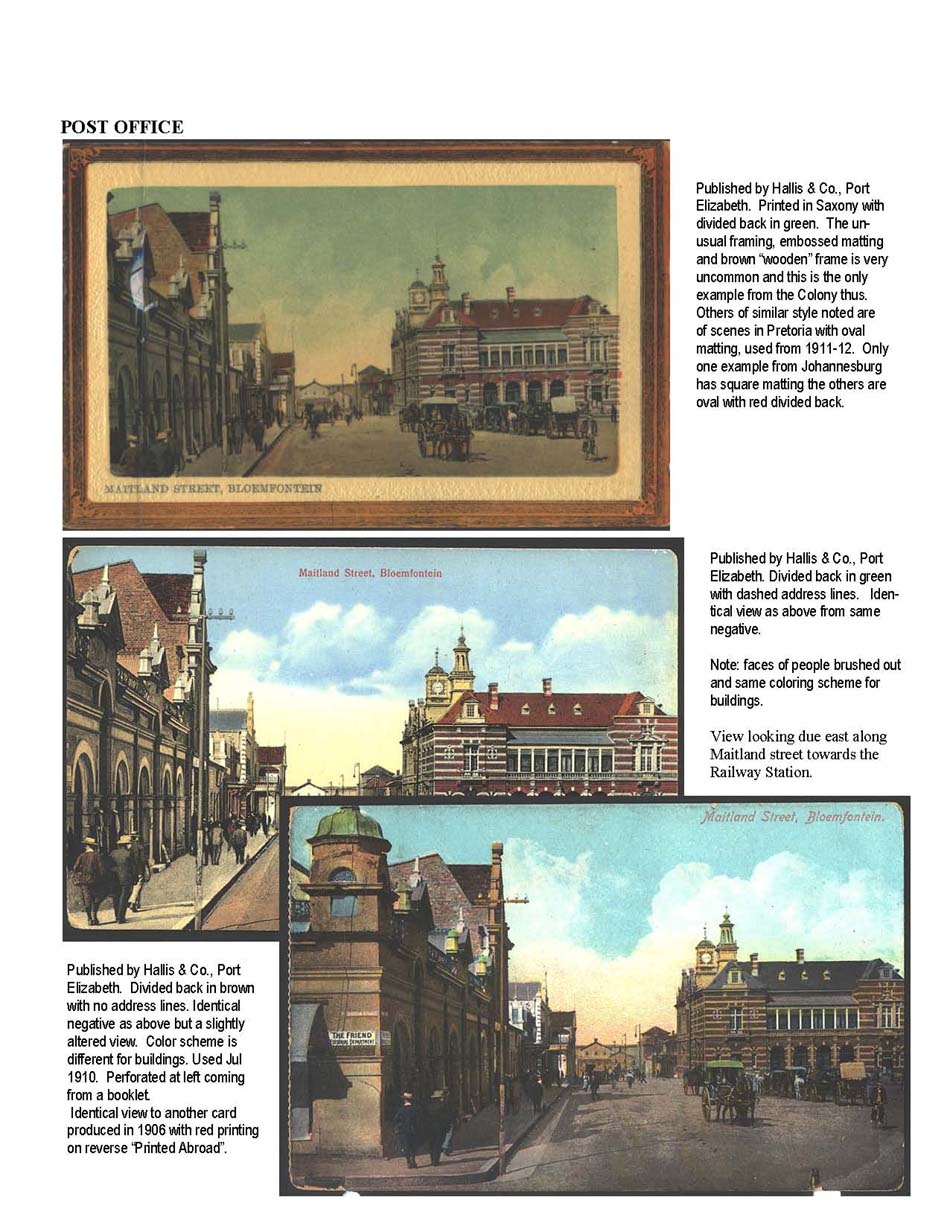 POST OFFICE
Published by Hallis & Co., Port
Elizabeth. Printed in Saxony with
divided back in green. The un-
usual framing, embossed matting
and brown “wooden” frame is very
uncommon and this is the only
example from the Colony thus.
Others of similar style noted are
of scenes in Pretoria with oval
matting, used from 1911-12. Only
one example from Johannesburg
has square matting the others are
oval with red divided back.
MAITLAND STREET, BLOEMFONTEIN
Maitland Street, Bloemfontein
Published by Hallis & Co., Port
Elizabeth. Divided back in green
with dashed address lines. Iden-
tical view as above from same
negative.
Note: faces of people brushed out
and same coloring scheme for
buildings.
View looking due east along
Maitland street towards the
Railway Station.
Maitland Street, Bloemfontein.
THE FRIEND
DEPARTMENT
Published by Hallis & Co., Port
Elizabeth. Divided back in brown
with no address lines. Identical
negative as above but a slightly
altered view. Color scheme is
different for buildings. Used Jul
1910. Perforated at left coming
from a booklet.
Identical view to another card
produced in 1906 with red printing
on reverse “Printed Abroad”.